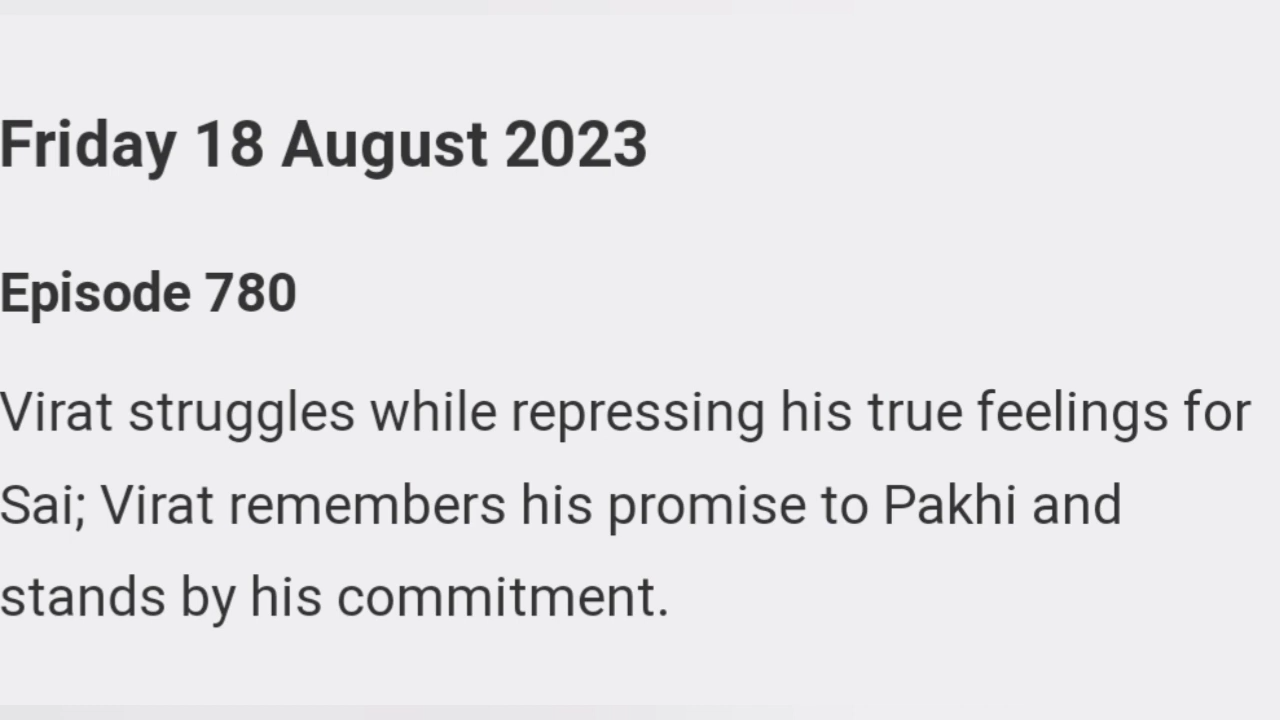 Friday 18 August 2023
Episode 780
Virat struggles while repressing his true feelings for
Sai; Virat remembers his promise to Pakhi and
stands by his commitment.